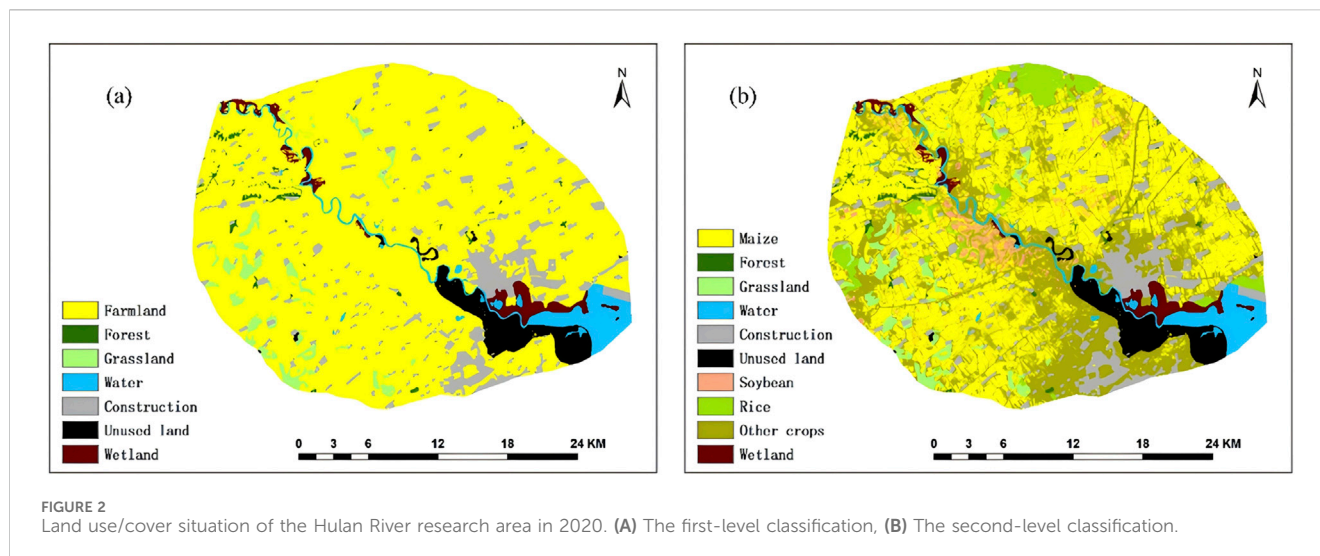 (a)
N
Farmland
Forest
Grassland
Water
Construction
Unused land
Wetland
0 3 6 12 18 24 KM
(b)
N
Maize
Forest
Grassland
Water
Construction
Unused land
Soybean
Rice
Other crops
Wetland
0 3 6 12 18 24 KM
FIGURE 2
Land use/cover situation of the Hulan River research area in 2020. (A) The first-level classification, (B) The second-level classification.